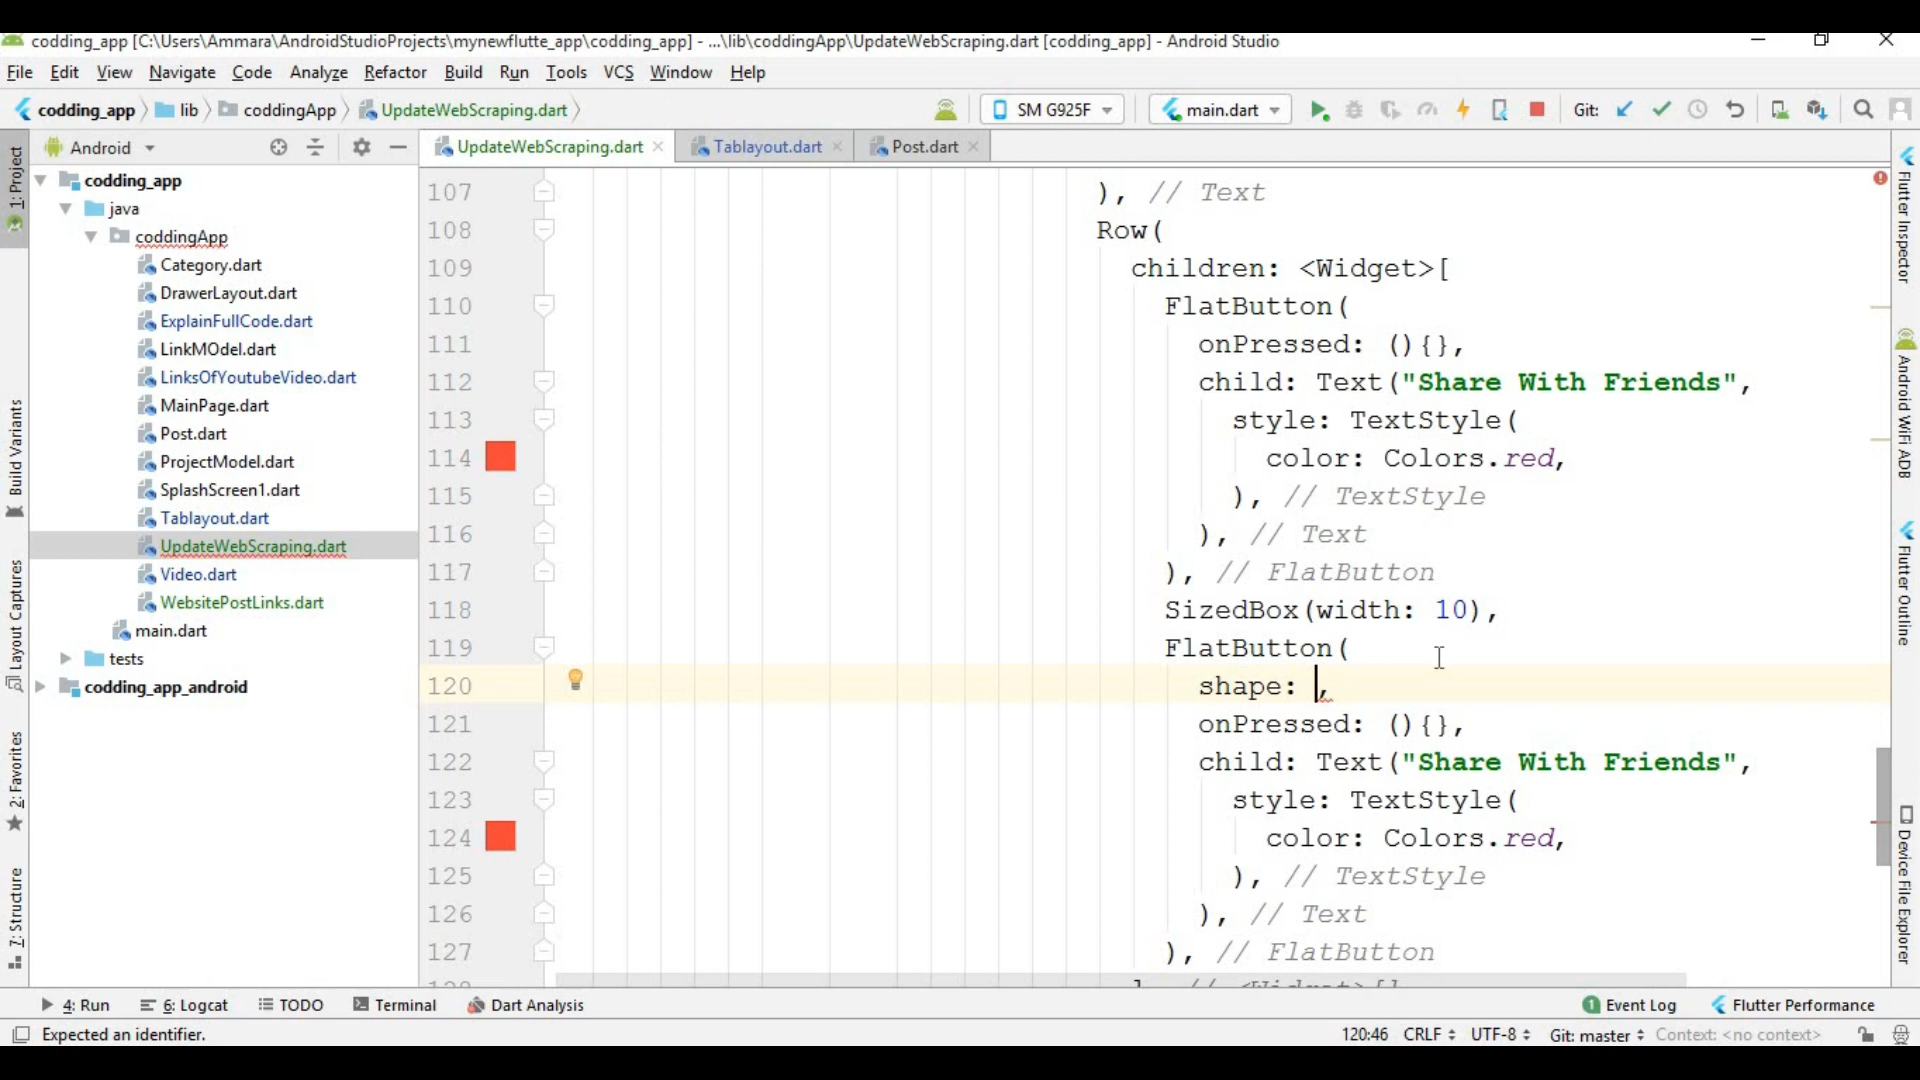 codding_app [C:\Users\Ammara\AndroidStudioProjects\mynewflutte_app\codding_app] - ...\lib\coddingApp\UpdateWebScraping.dart [codding_app] - Android Studio
File Edit View Navigate Code Analyze Refactor Build Run Tools VCS Window Help
codding_app lib coddingApp UpdateWebScraping.dart SM G925F main.dart Git:
Android
UpdateWebScraping.dart Tablayout.dart Post.dart
1: Project
Build Variants
Layout Captures
2: Favorites
7: Structure
codding_app
java
coddingApp
Category.dart
DrawerLayout.dart
ExplainFullCode.dart
LinkMOdel.dart
LinksOfYoutubeVideo.dart
MainPage.dart
Post.dart
ProjectModel.dart
SplashScreen1.dart
Tablayout.dart
UpdateWebScraping.dart
Video.dart
WebsitePostLinks.dart
main.dart
tests
codding_app_android
107 ), // Text
108 Row(
109 children: <Widget>[
110 FlatButton(
111 onPressed: (){},
112 child: Text("Share With Friends",
113 style: TextStyle(
114 color: Colors.red,
115 ), // TextStyle
116 ), // Text
117 ), // FlatButton
118 SizedBox(width: 10),
119 FlatButton(
120 shape: ,
121 onPressed: (){},
122 child: Text("Share With Friends",
123 style: TextStyle(
124 color: Colors.red,
125 ), // TextStyle
126 ), // Text
127 ), // FlatButton
Flutter Inspector
Android WiFi ADB
Flutter Outline
Device File Explorer
4: Run 6: Logcat TODO Terminal Dart Analysis 1 Event Log Flutter Performance
Expected an identifier. 120:46 CRLF UTF-8 Git: master Context: <no context>